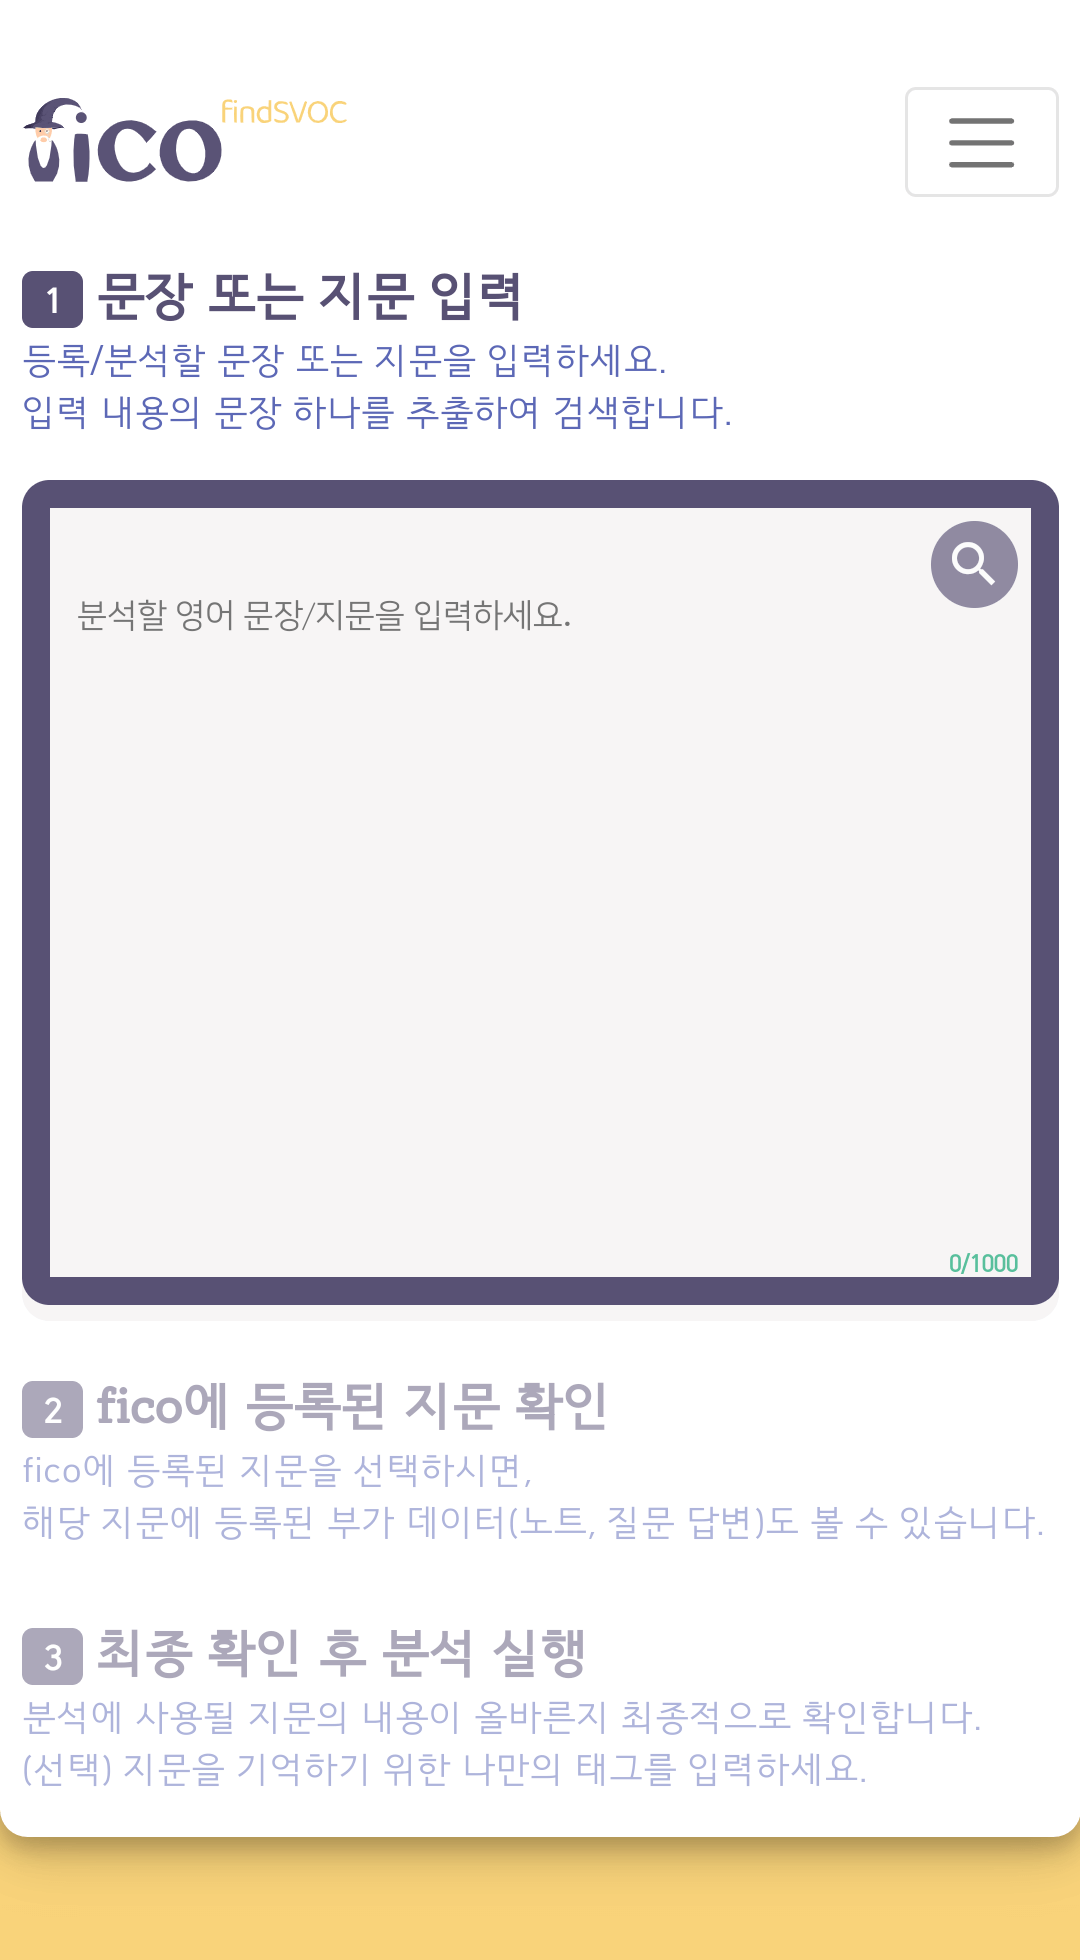 fico findSVOC
1 문장 또는 지문 입력
등록/분석할 문장 또는 지문을 입력하세요.
입력 내용의 문장 하나를 추출하여 검색합니다.
분석할 영어 문장/지문을 입력하세요.
0/1000
2 fico에 등록된 지문 확인
fico에 등록된 지문을 선택하시면,
해당 지문에 등록된 부가 데이터(노트, 질문 답변)도 볼 수 있습니다.
3 최종 확인 후 분석 실행
분석에 사용될 지문의 내용이 올바른지 최종적으로 확인합니다.
(선택) 지문을 기억하기 위한 나만의 태그를 입력하세요.